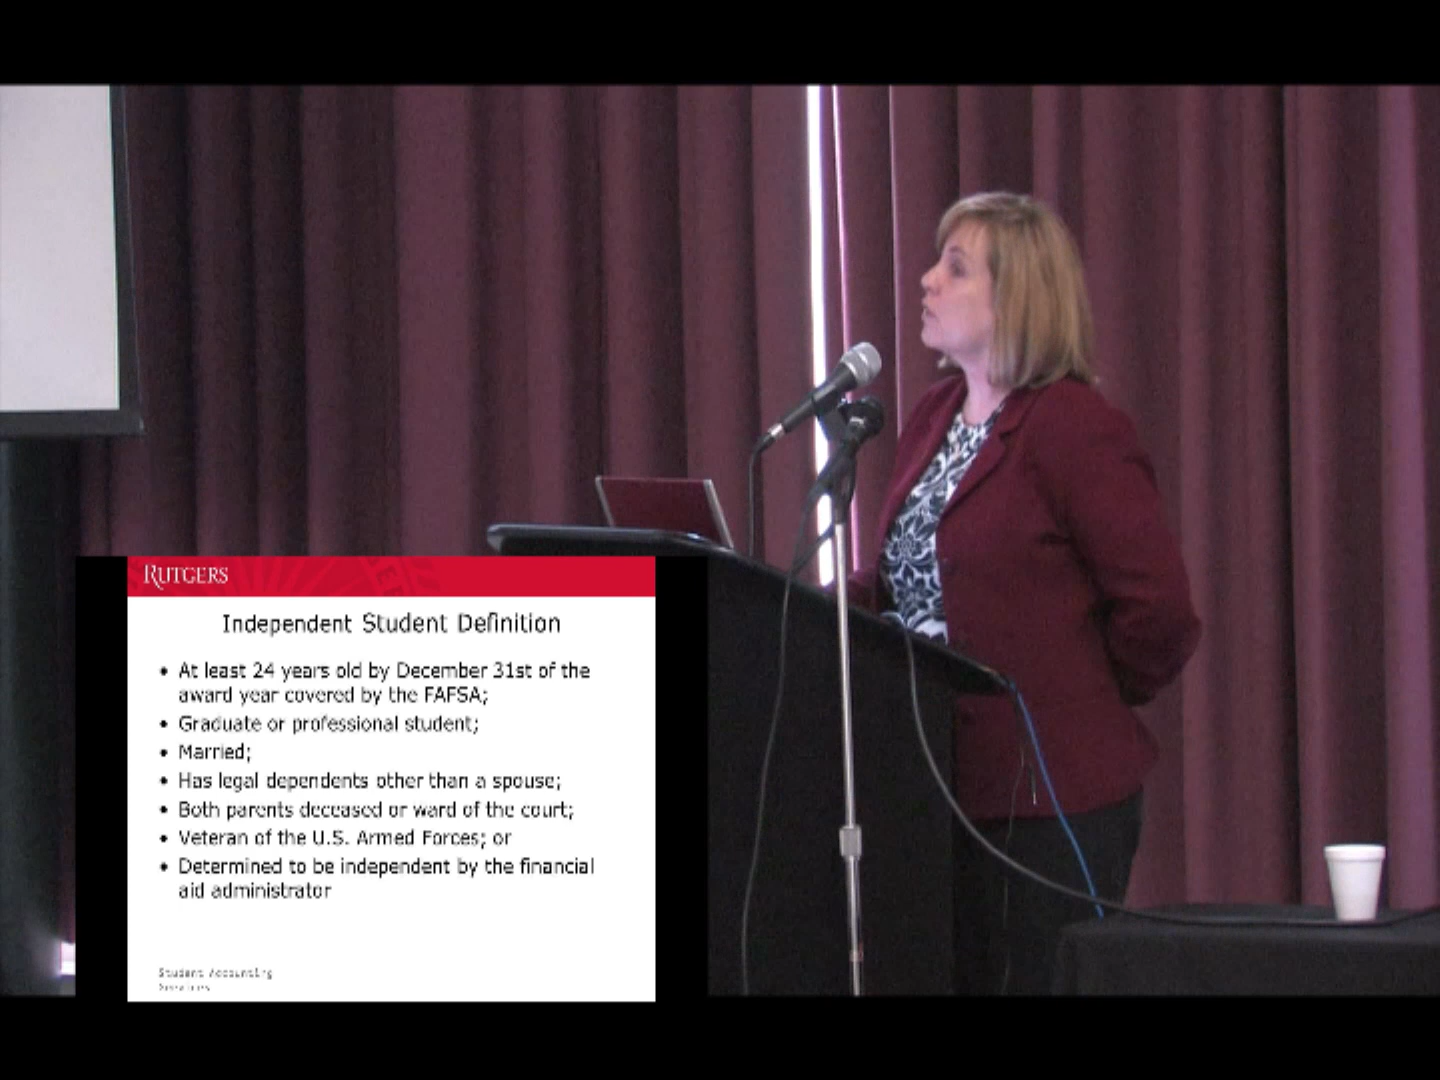 RUTGERS
Independent Student Definition
• At least 24 years old by December 31st of the
award year covered by the FAFSA;
• Graduate or professional student;
• Married;
• Has legal dependents other than a spouse;
• Both parents deceased or ward of the court;
• Veteran of the U.S. Armed Forces; or
• Determined to be independent by the financial
aid administrator
Student Accounting
Services